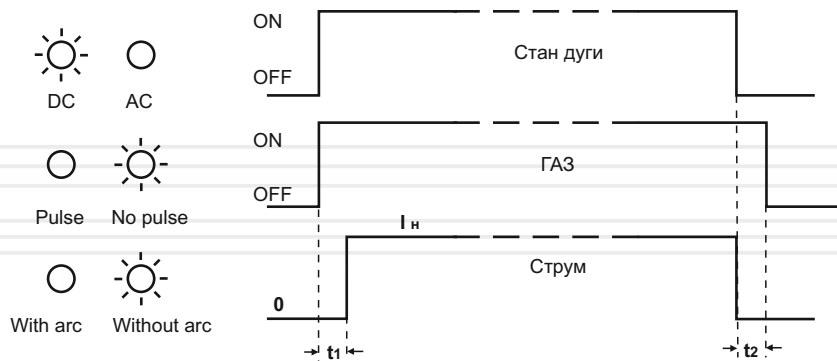 ON
Стан дуги
OFF
DC AC
ON
ГАЗ
OFF
Pulse No pulse
I н
Струм
0
With arc Without arc
t1 t2